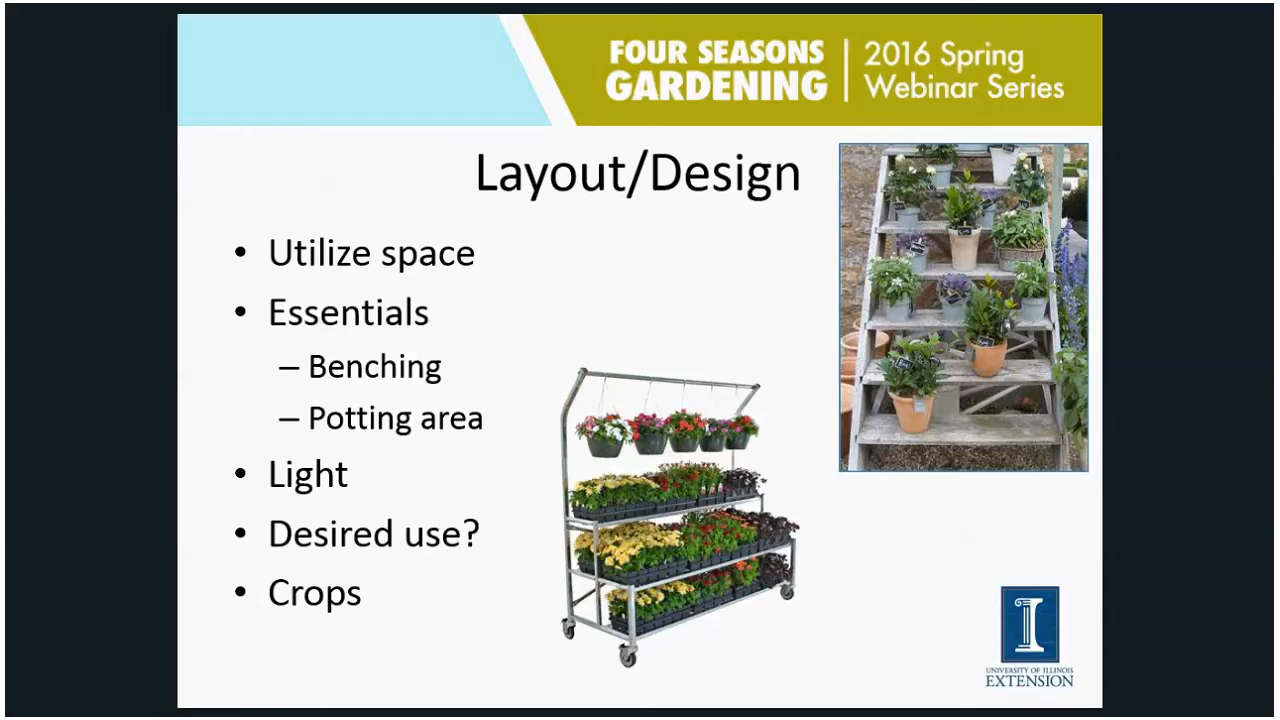 FOUR SEASONS
GARDENING
2016 Spring
Webinar Series
Layout/Design
• Utilize space
• Essentials
– Benching
– Potting area
• Light
• Desired use?
• Crops
I
UNIVERSITY OF ILLINOIS
EXTENSION